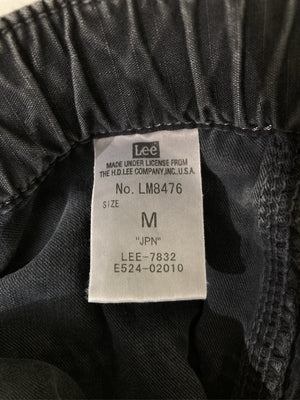 Lee
MADE UNDER LICENSE FROM
THE H.D.LEE COMPANY,INC.,U.S.A.
No. LM8476
SIZE
M
"JPN"
LEE-7832
E524-02010